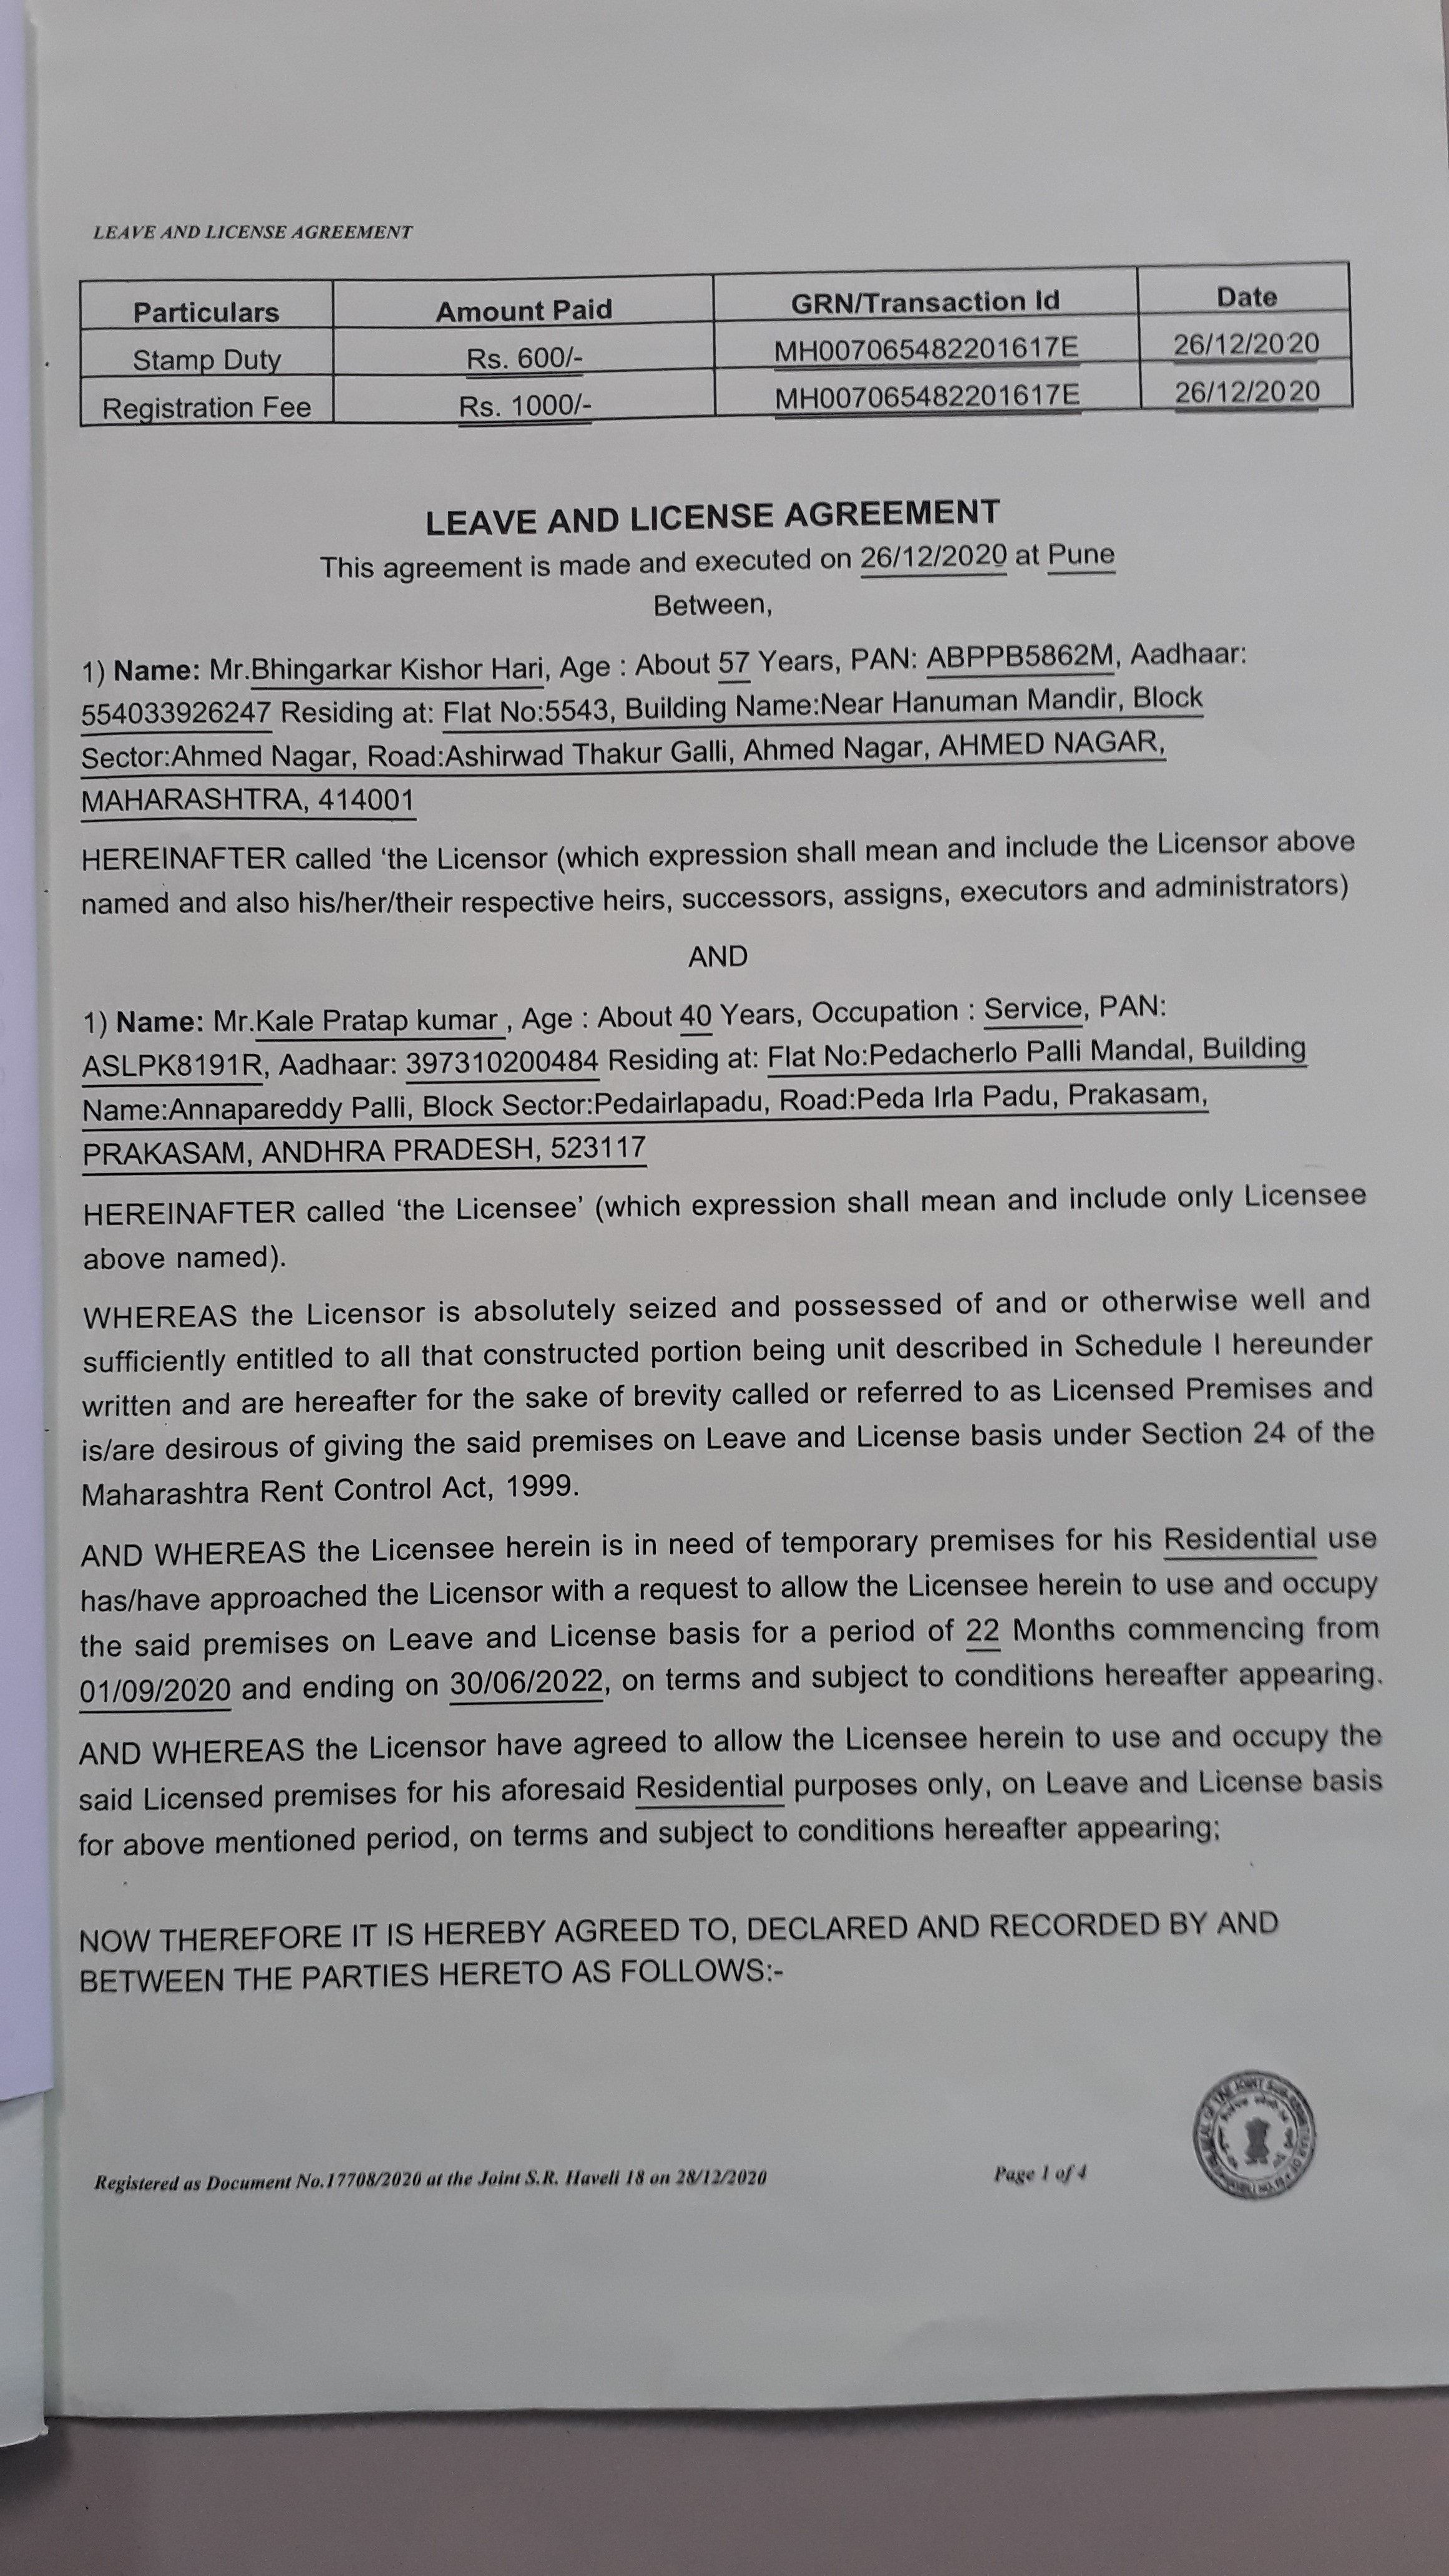 LEAVE AND LICENSE AGREEMENT
Particulars Amount Paid GRN/Transaction Id Date
Stamp Duty Rs. 600/- MH007065482201617E 26/12/2020
Registration Fee Rs. 1000/- MH007065482201617E 26/12/2020
LEAVE AND LICENSE AGREEMENT
This agreement is made and executed on 26/12/2020 at Pune
Between,
1) Name: Mr.Bhingarkar Kishor Hari, Age : About 57 Years, PAN: ABPPB5862M, Aadhaar:
554033926247 Residing at: Flat No:5543, Building Name:Near Hanuman Mandir, Block
Sector:Ahmed Nagar, Road:Ashirwad Thakur Galli, Ahmed Nagar, AHMED NAGAR,
MAHARASHTRA, 414001
HEREINAFTER called ‘the Licensor (which expression shall mean and include the Licensor above
named and also his/her/their respective heirs, successors, assigns, executors and administrators)
AND
1) Name: Mr.Kale Pratap kumar , Age : About 40 Years, Occupation : Service, PAN:
ASLPK8191R, Aadhaar: 397310200484 Residing at: Flat No:Pedacherlo Palli Mandal, Building
Name:Annapareddy Palli, Block Sector:Pedairlapadu, Road:Peda Irla Padu, Prakasam,
PRAKASAM, ANDHRA PRADESH, 523117
HEREINAFTER called ‘the Licensee’ (which expression shall mean and include only Licensee
above named).
WHEREAS the Licensor is absolutely seized and possessed of and or otherwise well and
sufficiently entitled to all that constructed portion being unit described in Schedule I hereunder
written and are hereafter for the sake of brevity called or referred to as Licensed Premises and
is/are desirous of giving the said premises on Leave and License basis under Section 24 of the
Maharashtra Rent Control Act, 1999.
AND WHEREAS the Licensee herein is in need of temporary premises for his Residential use
has/have approached the Licensor with a request to allow the Licensee herein to use and occupy
the said premises on Leave and License basis for a period of 22 Months commencing from
01/09/2020 and ending on 30/06/2022, on terms and subject to conditions hereafter appearing.
AND WHEREAS the Licensor have agreed to allow the Licensee herein to use and occupy the
said Licensed premises for his aforesaid Residential purposes only, on Leave and License basis
for above mentioned period, on terms and subject to conditions hereafter appearing;
NOW THEREFORE IT IS HEREBY AGREED TO, DECLARED AND RECORDED BY AND
BETWEEN THE PARTIES HERETO AS FOLLOWS:-
Registered as Document No.17708/2020 at the Joint S.R. Haveli 18 on 28/12/2020 Page 1 of 4